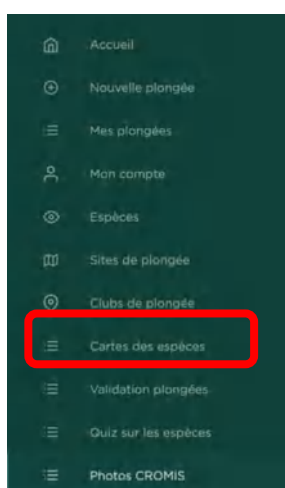 Accueil
Nouvelle plongée
Mes plongées
Mon compte
Espèces
Sites de plongée
Clubs de plongée
Cartes des espèces
Validation plongées
Quiz sur les espèces
Photos CROMIS